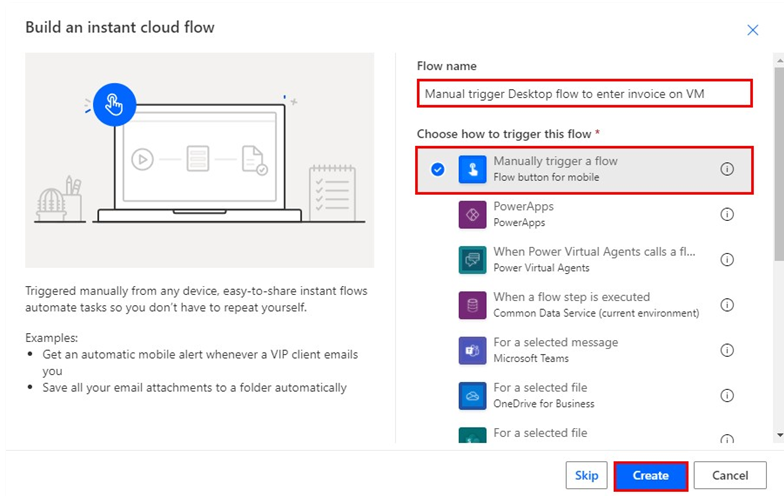 Build an instant cloud flow
Triggered manually from any device, easy-to-share instant flows
automate tasks so you don't have to repeat yourself.
Examples:
• Get an automatic mobile alert whenever a VIP client emails
you
• Save all your email attachments to a folder automatically
Flow name
Manual trigger Desktop flow to enter invoice on VM
Choose how to trigger this flow *
Manually trigger a flow
Flow button for mobile
PowerApps
PowerApps
When Power Virtual Agents calls a fl...
Power Virtual Agents
When a flow step is executed
Common Data Service (current environment)
For a selected message
Microsoft Teams
For a selected file
OneDrive for Business
For a selected file
Skip
Create
Cancel